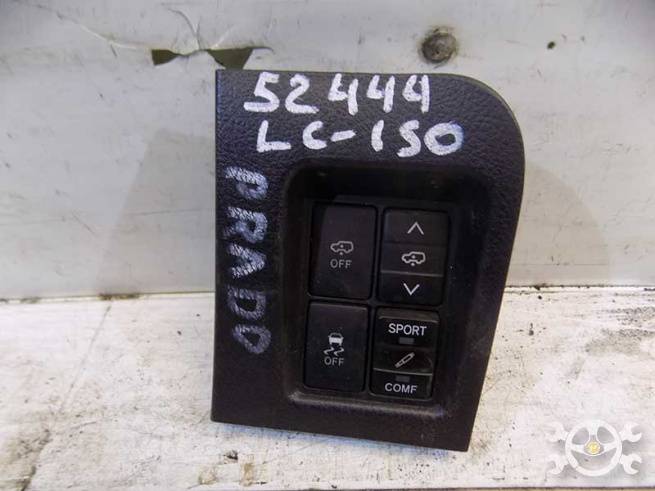 52444
LC-150
PRADO
OFF
OFF
SPORT
COMF